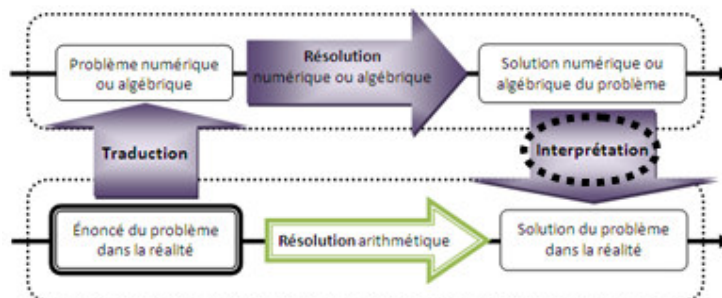 Problème numérique
ou algébrique
Résolution
numérique ou algébrique
Solution numérique ou
algébrique du problème
Traduction
Interprétation
Énoncé du problème
dans la réalité
Résolution arithmétique
Solution du problème
dans la réalité